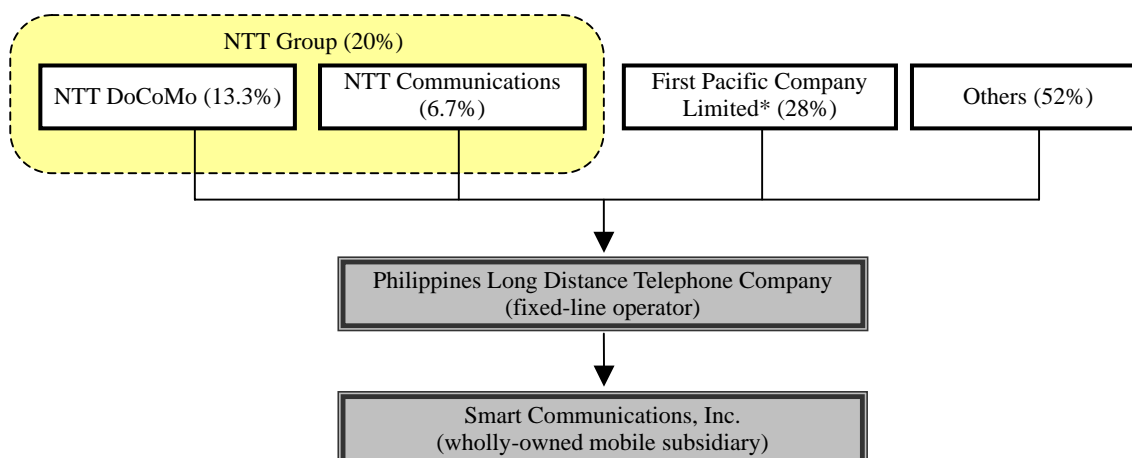 NTT Group (20%)
NTT DoCoMo (13.3%)
NTT Communications
(6.7%)
First Pacific Company
Limited* (28%)
Others (52%)
Philippines Long Distance Telephone Company
(fixed-line operator)
Smart Communications, Inc.
(wholly-owned mobile subsidiary)